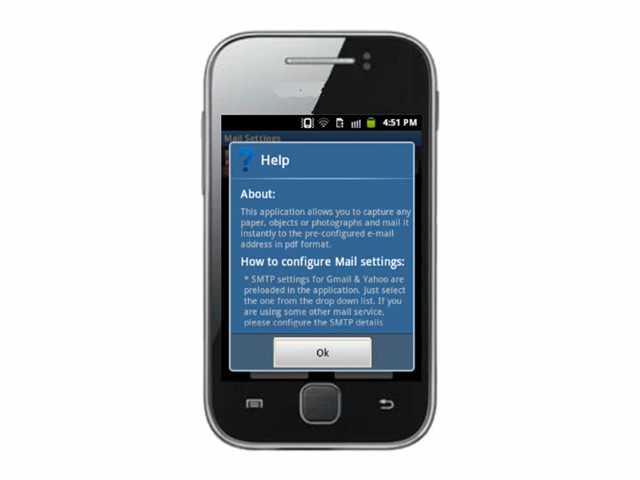 4:51 PM
Mail Settings
? Help
About:
This application allows you to capture any
paper, objects or photographs and mail it
instantly to the pre-configured e-mail
address in pdf format.
How to configure Mail settings:
* SMTP settings for Gmail & Yahoo are
preloaded in the application. Just select
the one from the drop down list. If you
are using some other mail service,
please configure the SMTP details
Ok